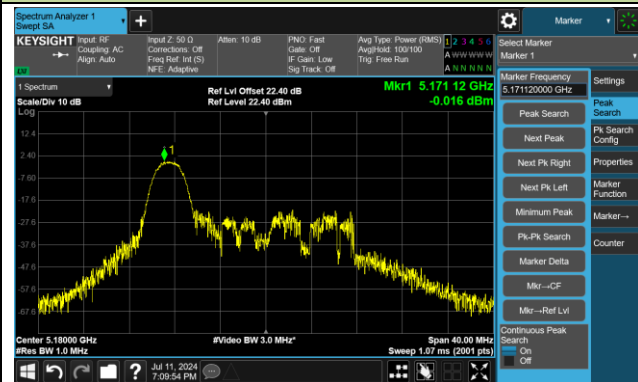 Spectrum Analyzer 1
Swept SA
Marker
KEYSIGHT
Input: RF
Coupling: AC
Align: Auto
Input Z: 50 Ω
Corrections: Off
Freq Ref: Int (S)
NFE: Adaptive
Atten: 10 dB
PNO: Fast
Gate: Off
IF Gain: Low
Sig Track: Off
Avg Type: Power (RMS)
Avg|Hold: 100/100
Trig: Free Run
1 2 3 4 5 6
A W W W W W
A N N N N N
Select Marker
Marker 1
1 Spectrum
Scale/Div 10 dB
Log
Ref Lvl Offset 22.40 dB
Ref Level 22.40 dBm
Mkr1 5.171 12 GHz
-0.016 dBm
12.4
2.40
-7.60
-17.6
-27.6
-37.6
-47.6
-57.6
-67.6
1
Center 5.18000 GHz
#Res BW 1.0 MHz
#Video BW 3.0 MHz*
Span 40.00 MHz
Sweep 1.07 ms (2001 pts)
Marker Frequency
5.171120000 GHz
Peak Search
Next Peak
Next Pk Right
Next Pk Left
Minimum Peak
Pk-Pk Search
Marker Delta
Mkr→CF
Mkr→Ref Lvl
Continuous Peak
Search
On
Off
Settings
Peak
Search
Pk Search
Config
Properties
Marker
Function
Marker→
Counter
Jul 11, 2024
7:09:54 PM